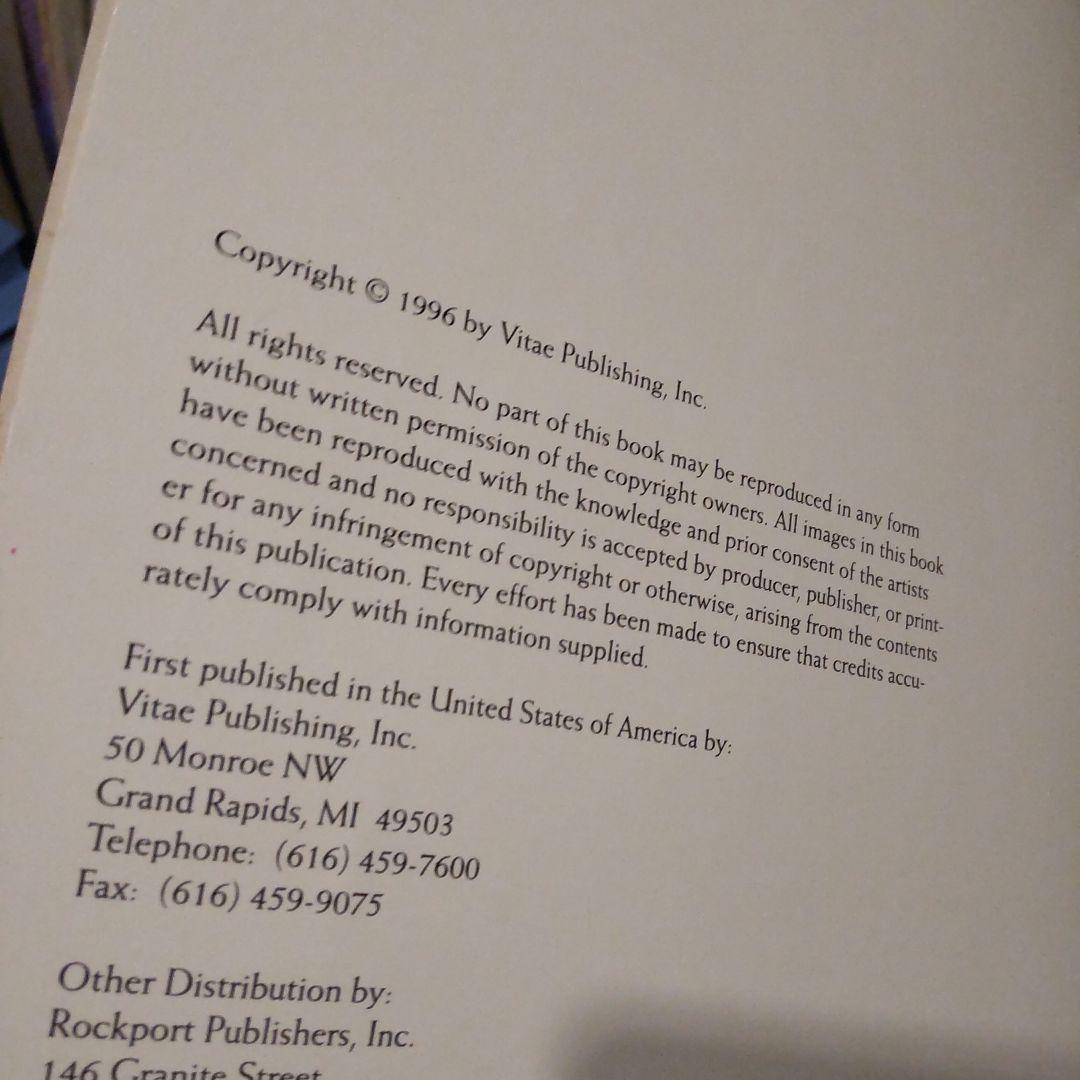 Copyright © 1996 by Vitae Publishing, Inc.
All rights reserved. No part of this book may be reproduced in any form
without written permission of the copyright owners. All images in this book
have been reproduced with the knowledge and prior consent of the artists
concerned and no responsibility is accepted by producer, publisher, or print-
er for any infringement of copyright or otherwise, arising from the contents
of this publication. Every effort has been made to ensure that credits accu-
rately comply with information supplied.
First published in the United States of America by:
Vitae Publishing, Inc.
50 Monroe NW
Grand Rapids, MI 49503
Telephone: (616) 459-7600
Fax: (616) 459-9075
Other Distribution by:
Rockport Publishers, Inc.
146 Granite Street